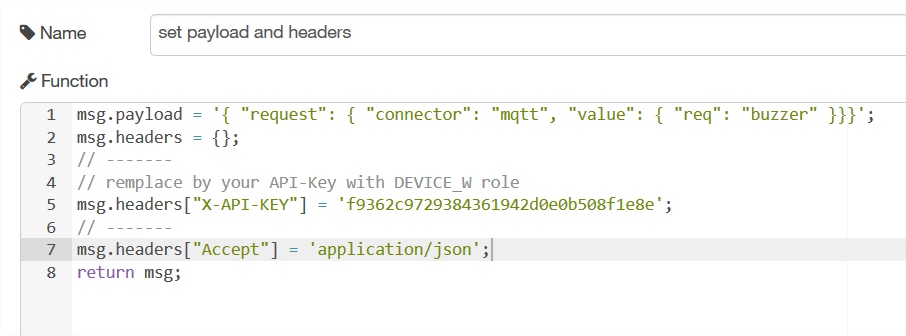 Name
set payload and headers
Function
1 msg.payload = '{ "request": { "connector": "mqtt", "value": { "req": "buzzer" }}}';
2 msg.headers = {};
3 // -------
4 // remplace by your API-Key with DEVICE_W role
5 msg.headers["X-API-KEY"] = 'f9362c9729384361942d0e0b508f1e8e';
6 // -------
7 msg.headers["Accept"] = 'application/json';
8 return msg;